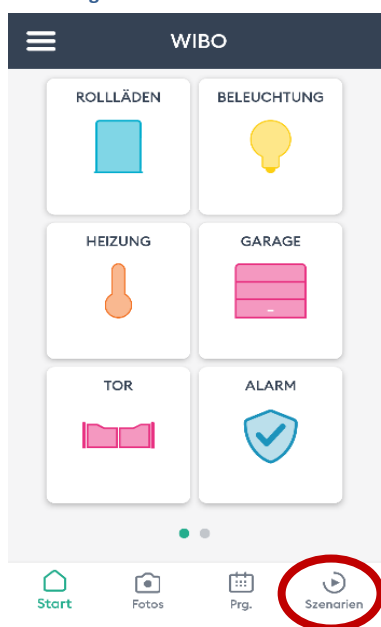 WIBO
ROLLLÄDEN BELEUCHTUNG
HEIZUNG GARAGE
TOR ALARM
Start Fotos Prg. Szenarien